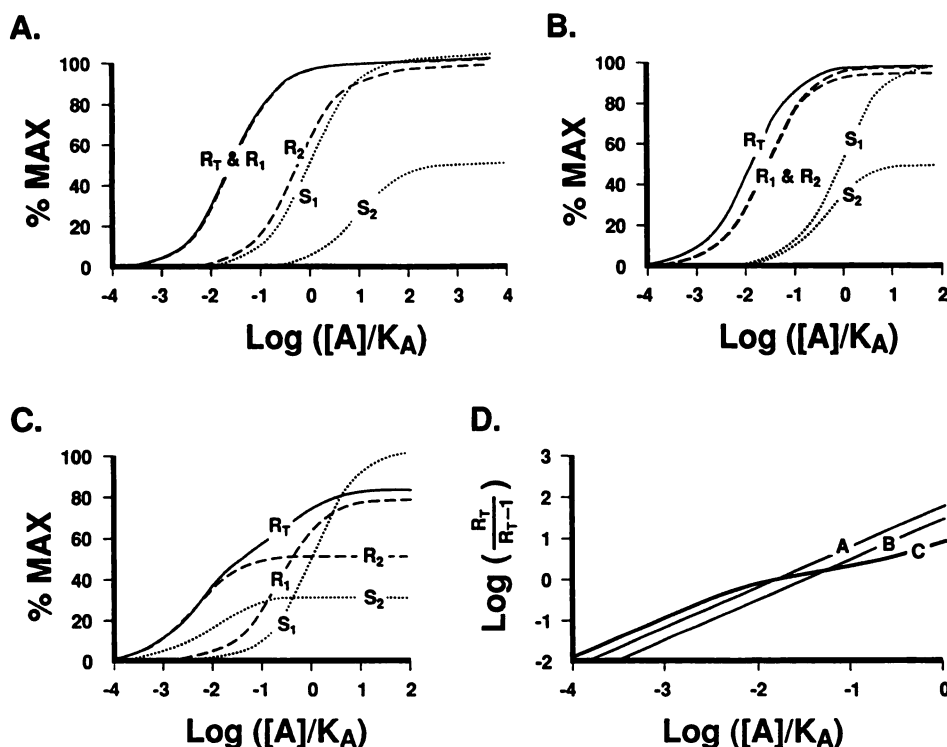 A.
% MAX
100
80
60
40
20
0
R_T & R_1
R_2
S_1
S_2
-4 -3 -2 -1 0 1 2 3 4
Log ([A]/K_A)
B.
% MAX
100
80
60
40
20
0
R_T
R_1 & R_2
S_1
S_2
-4 -3 -2 -1 0 1 2
Log ([A]/K_A)
C.
% MAX
100
80
60
40
20
0
R_T
R_2
R_1
S_2
S_1
-4 -3 -2 -1 0 1 2
Log ([A]/K_A)
D.
Log (R_T/R_T-1)
3
2
1
0
-1
-2
A
B
C
-4 -3 -2 -1 0
Log ([A]/K_A)